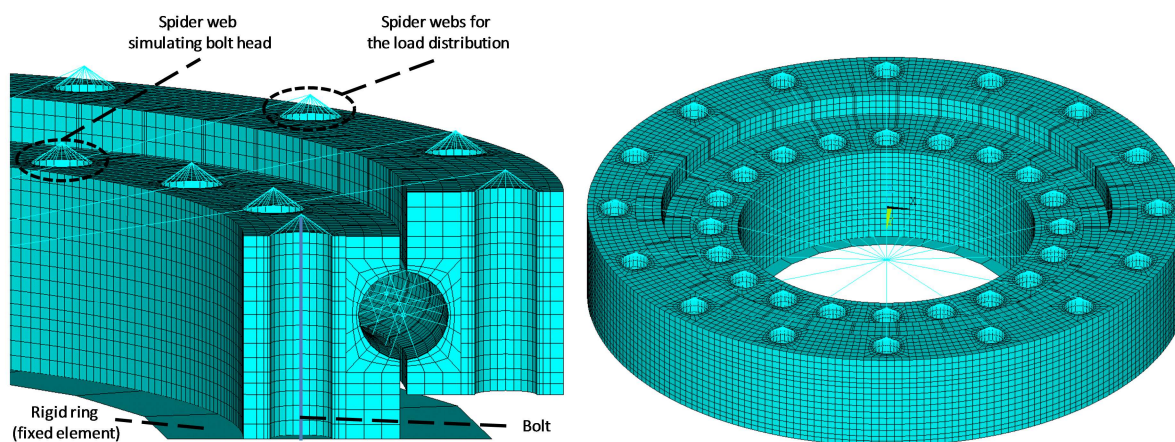 Spider web
simulating bolt head
Spider webs for
the load distribution
Rigid ring
(fixed element)
Bolt